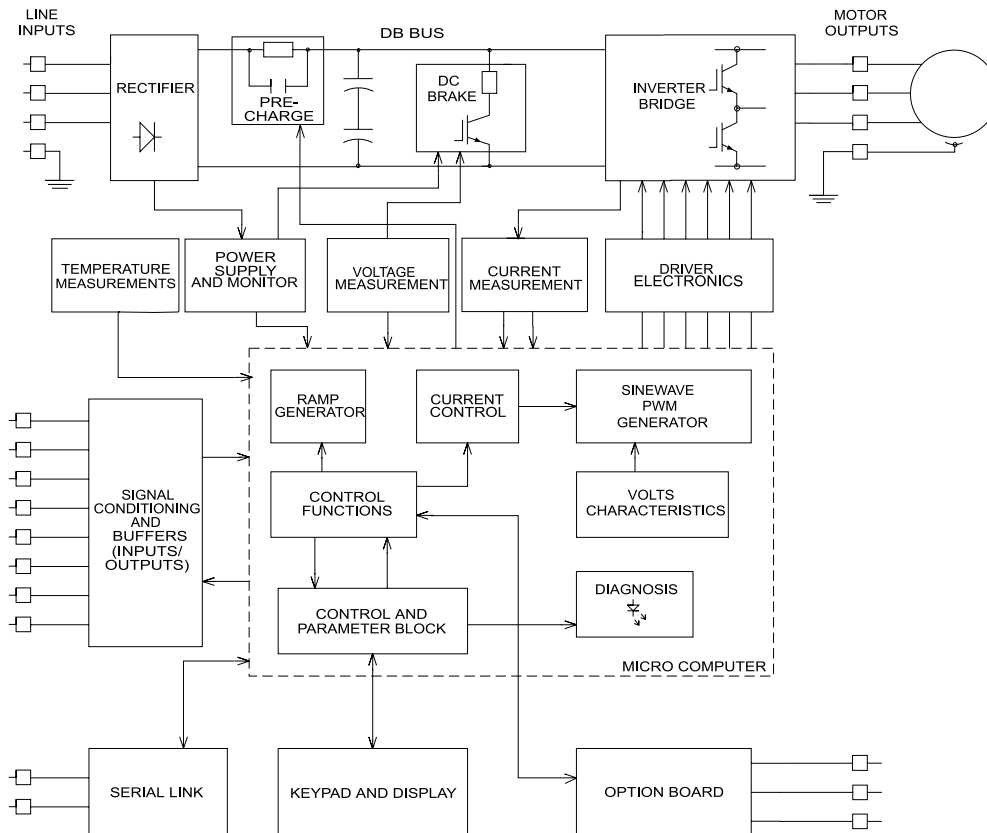 LINE
INPUTS
MOTOR
OUTPUTS
DB BUS
RECTIFIER
PRE-
CHARGE
DC
BRAKE
INVERTER
BRIDGE
TEMPERATURE
MEASUREMENTS
POWER
SUPPLY
AND MONITOR
VOLTAGE
MEASUREMENT
CURRENT
MEASUREMENT
DRIVER
ELECTRONICS
RAMP
GENERATOR
CURRENT
CONTROL
SINEWAVE
PWM
GENERATOR
SIGNAL
CONDITIONING
AND
BUFFERS
(INPUTS/
OUTPUTS)
CONTROL
FUNCTIONS
VOLTS
CHARACTERISTICS
CONTROL AND
PARAMETER BLOCK
DIAGNOSIS
MICRO COMPUTER
SERIAL LINK
KEYPAD AND DISPLAY
OPTION BOARD